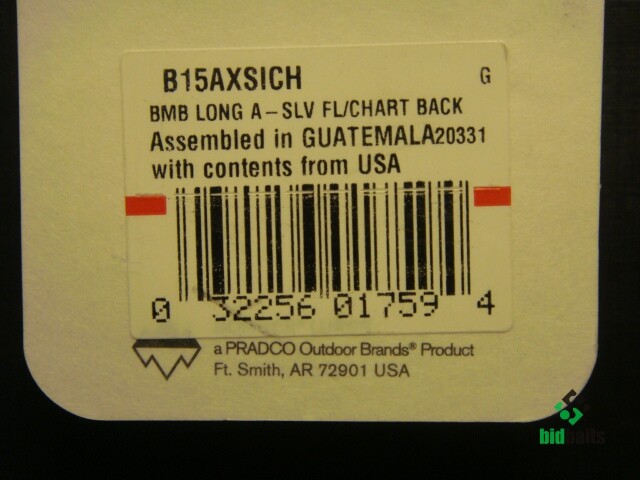 B15AXSICH G
BMB LONG A-SLV FL/CHART BACK
Assembled in GUATEMALA20331
with contents from USA
0 32256 01759 4
a PRADCO Outdoor Brands® Product
Ft. Smith, AR 72901 USA
bidbaits